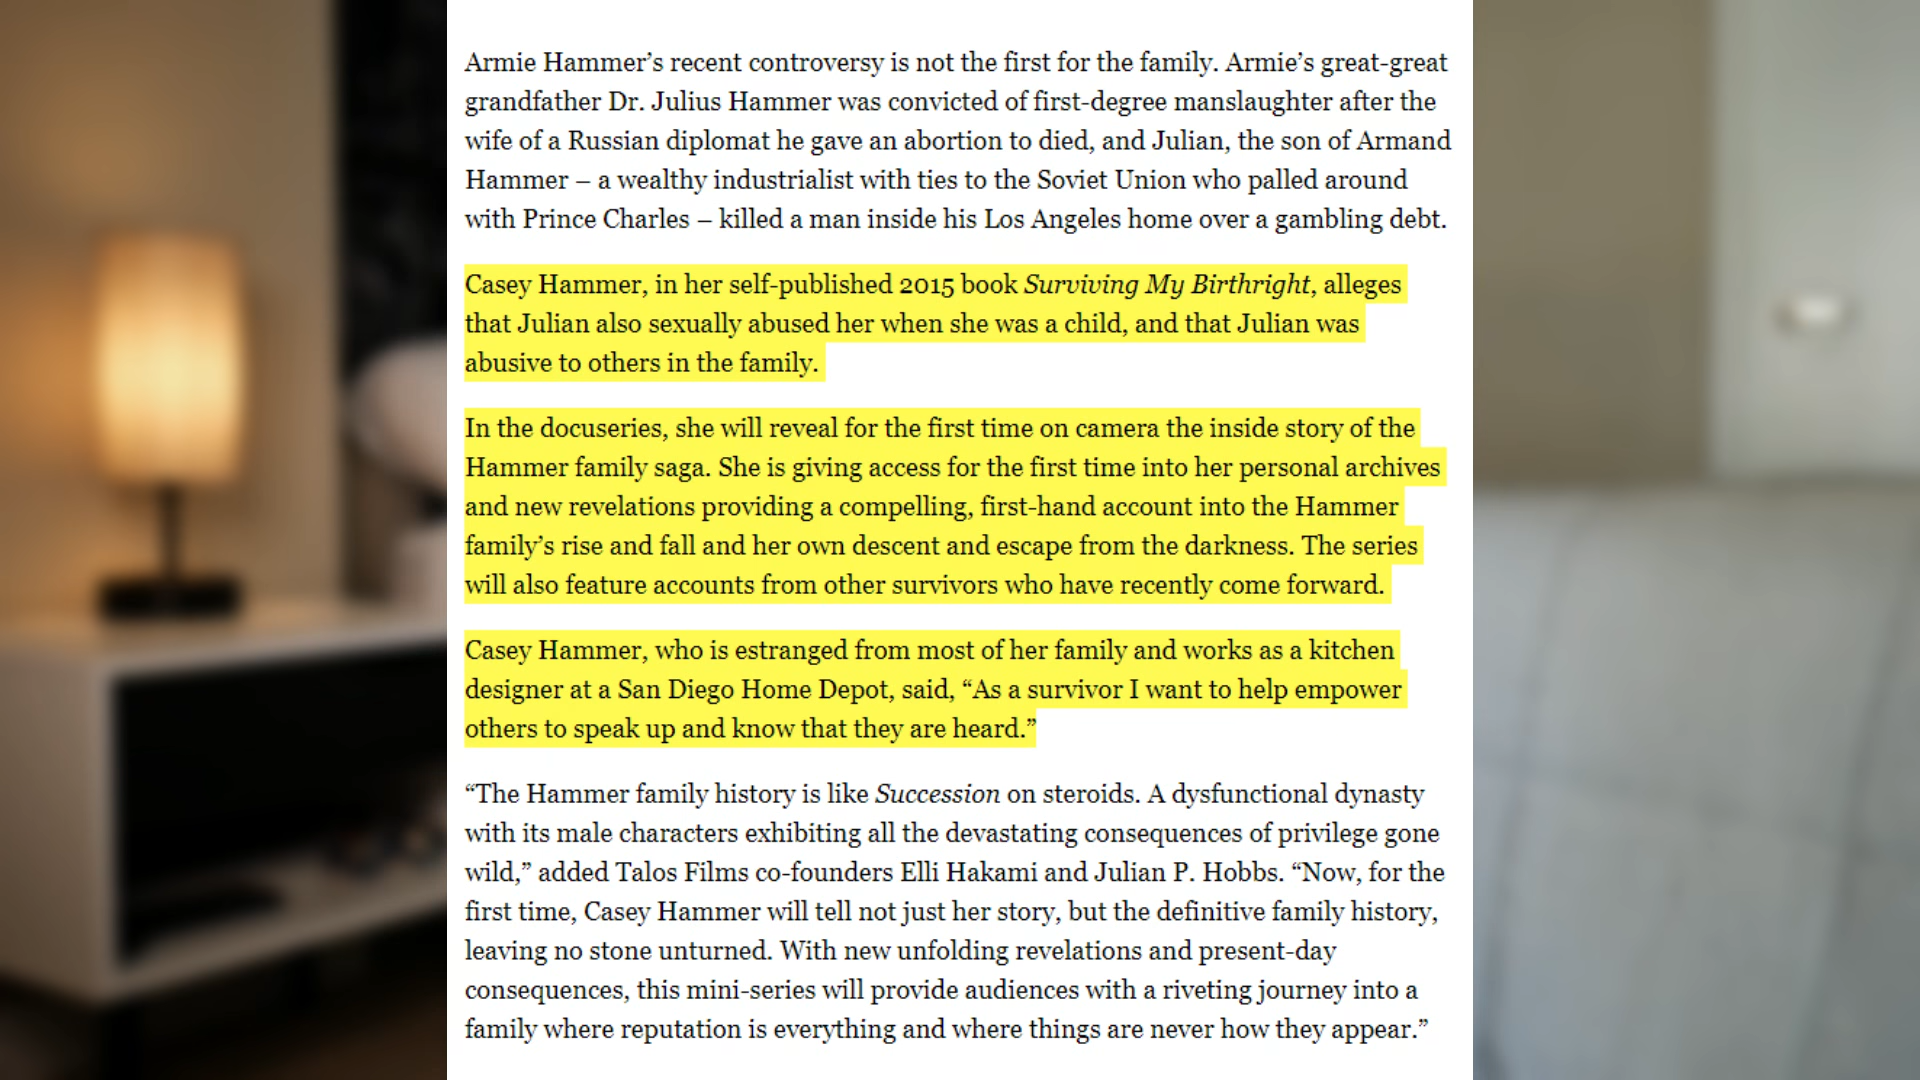 Armie Hammer’s recent controversy is not the first for the family. Armie’s great-great
grandfather Dr. Julius Hammer was convicted of first-degree manslaughter after the
wife of a Russian diplomat he gave an abortion to died, and Julian, the son of Armand
Hammer – a wealthy industrialist with ties to the Soviet Union who palled around
with Prince Charles – killed a man inside his Los Angeles home over a gambling debt.
Casey Hammer, in her self-published 2015 book Surviving My Birthright, alleges
that Julian also sexually abused her when she was a child, and that Julian was
abusive to others in the family.
In the docuseries, she will reveal for the first time on camera the inside story of the
Hammer family saga. She is giving access for the first time into her personal archives
and new revelations providing a compelling, first-hand account into the Hammer
family’s rise and fall and her own descent and escape from the darkness. The series
will also feature accounts from other survivors who have recently come forward.
Casey Hammer, who is estranged from most of her family and works as a kitchen
designer at a San Diego Home Depot, said, “As a survivor I want to help empower
others to speak up and know that they are heard.”
“The Hammer family history is like Succession on steroids. A dysfunctional dynasty
with its male characters exhibiting all the devastating consequences of privilege gone
wild,” added Talos Films co-founders Elli Hakami and Julian P. Hobbs. “Now, for the
first time, Casey Hammer will tell not just her story, but the definitive family history,
leaving no stone unturned. With new unfolding revelations and present-day
consequences, this mini-series will provide audiences with a riveting journey into a
family where reputation is everything and where things are never how they appear.”